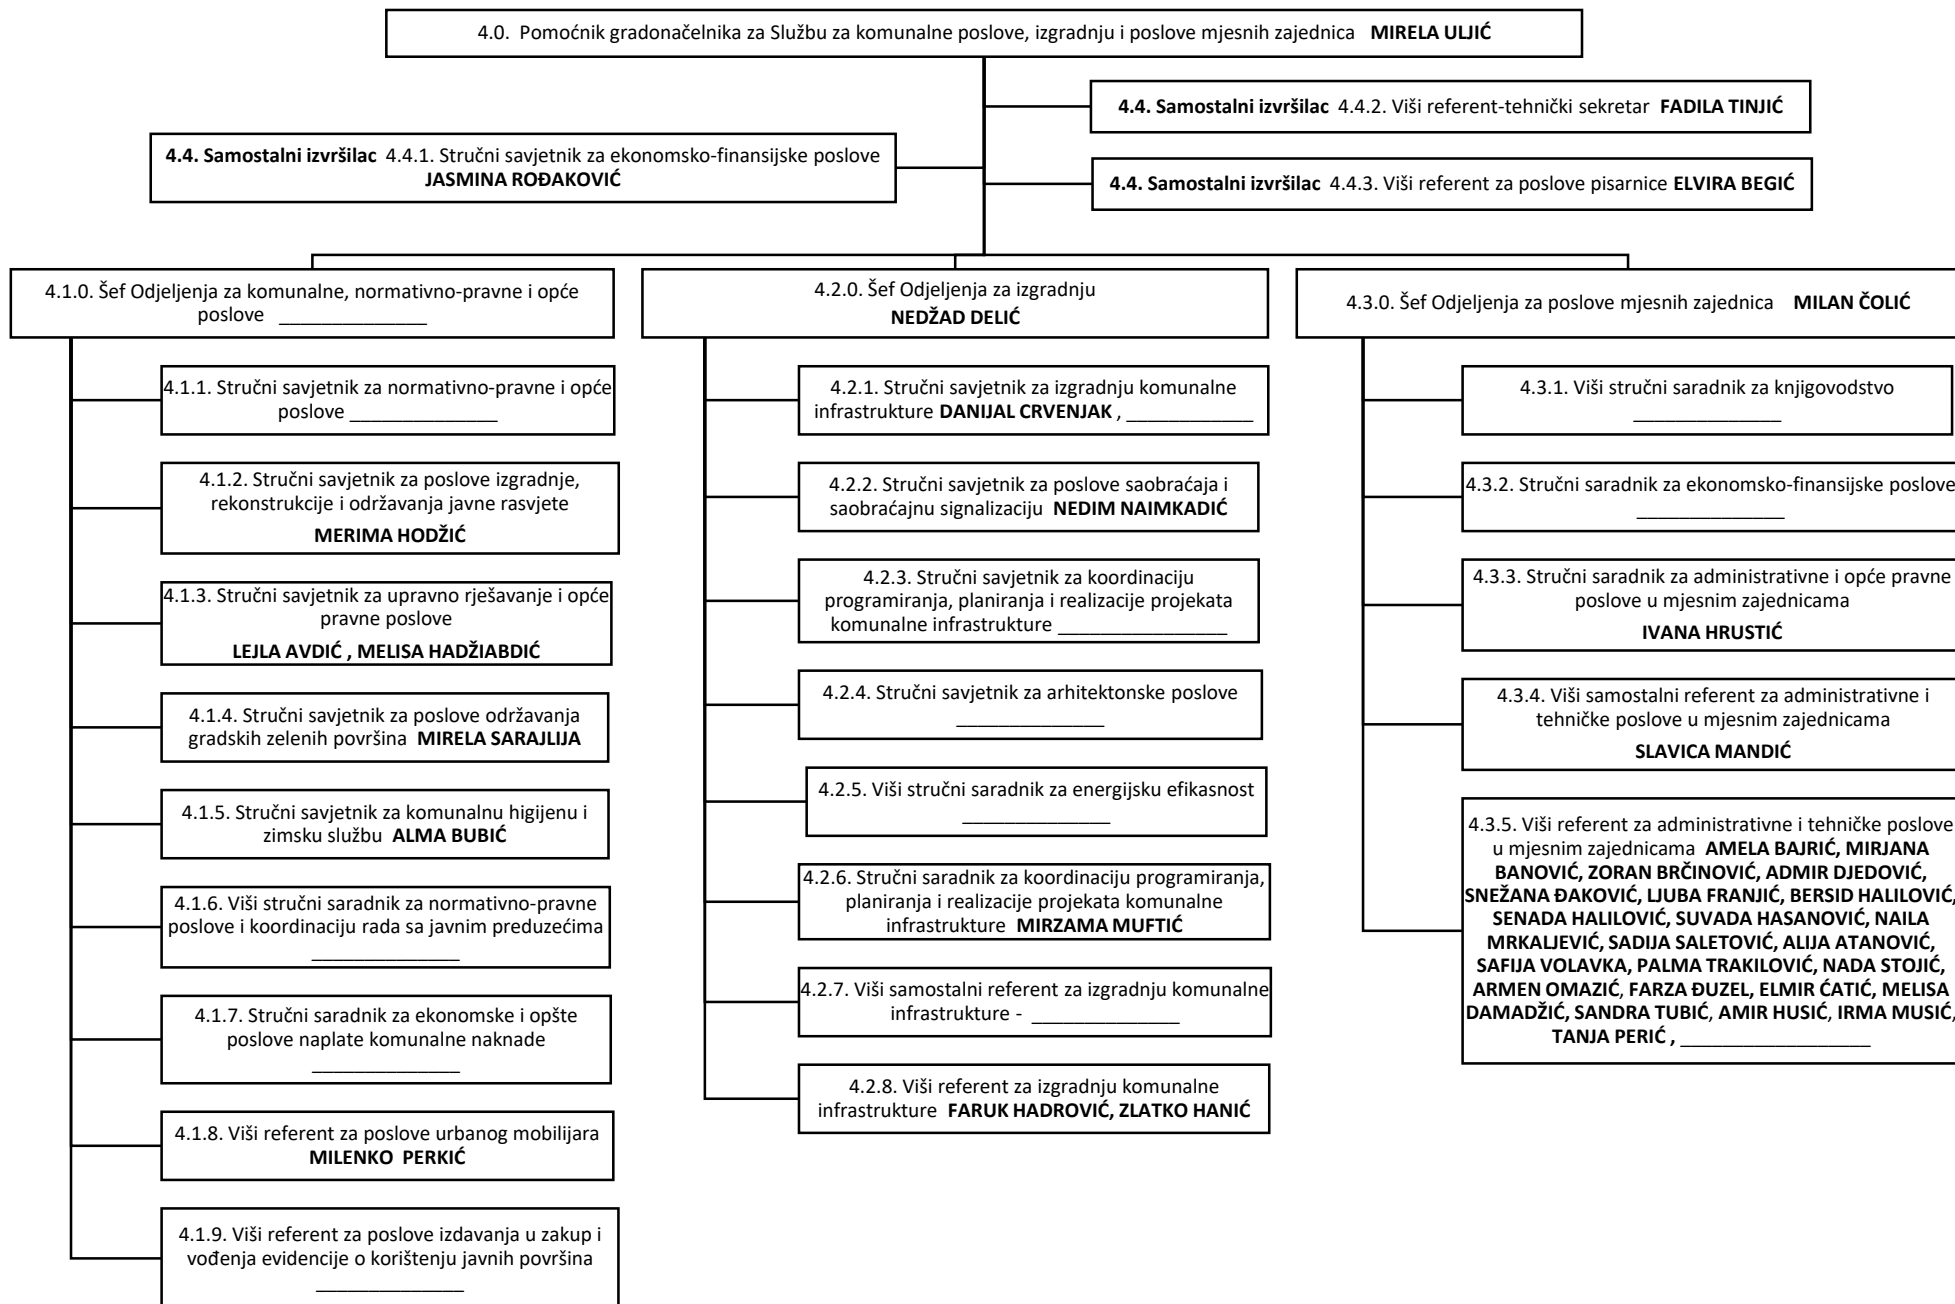 4.0. Pomoćnik gradonačelnika za Službu za komunalne poslove, izgradnju i poslove mjesnih zajednica MIRELA ULJIĆ
4.4. Samostalni izvršilac 4.4.2. Viši referent-tehnički sekretar FADILA TINJIĆ
4.4. Samostalni izvršilac 4.4.1. Stručni savjetnik za ekonomsko-finansijske poslove
JASMINA ROĐAKOVIĆ
4.4. Samostalni izvršilac 4.4.3. Viši referent za poslove pisarnice ELVIRA BEGIĆ
4.1.0. Šef Odjeljenja za komunalne, normativno-pravne i opće
poslove ______________
4.1.1. Stručni savjetnik za normativno-pravne i opće
poslove ______________
4.1.2. Stručni savjetnik za poslove izgradnje,
rekonstrukcije i održavanja javne rasvjete
MERIMA HODŽIĆ
4.1.3. Stručni savjetnik za upravno rješavanje i opće
pravne poslove
LEJLA AVDIĆ , MELISA HADŽIABDIĆ
4.1.4. Stručni savjetnik za poslove održavanja
gradskih zelenih površina MIRELA SARAJLIJA
4.1.5. Stručni savjetnik za komunalnu higijenu i
zimsku službu ALMA BUBIĆ
4.1.6. Viši stručni saradnik za normativno-pravne
poslove i koordinaciju rada sa javnim preduzećima
______________
4.1.7. Stručni saradnik za ekonomske i opšte
poslove naplate komunalne naknade
______________
4.1.8. Viši referent za poslove urbanog mobilijara
MILENKO PERKIĆ
4.1.9. Viši referent za poslove izdavanja u zakup i
vođenja evidencije o korištenju javnih površina
______________
4.2.0. Šef Odjeljenja za izgradnju
NEDŽAD DELIĆ
4.2.1. Stručni savjetnik za izgradnju komunalne
infrastrukture DANIJAL CRVENJAK , ____________
4.2.2. Stručni savjetnik za poslove saobraćaja i
saobraćajnu signalizaciju NEDIM NAIMKADIĆ
4.2.3. Stručni savjetnik za koordinaciju
programiranja, planiranja i realizacije projekata
komunalne infrastrukture ________________
4.2.4. Stručni savjetnik za arhitektonske poslove
______________
4.2.5. Viši stručni saradnik za energijsku efikasnost
______________
4.2.6. Stručni saradnik za koordinaciju programiranja,
planiranja i realizacije projekata komunalne
infrastrukture MIRZAMA MUFTIĆ
4.2.7. Viši samostalni referent za izgradnju komunalne
infrastrukture - ______________
4.2.8. Viši referent za izgradnju komunalne
infrastrukture FARUK HADROVIĆ, ZLATKO HANIĆ
4.3.0. Šef Odjeljenja za poslove mjesnih zajednica MILAN ČOLIĆ
4.3.1. Viši stručni saradnik za knjigovodstvo
______________
4.3.2. Stručni saradnik za ekonomsko-finansijske poslove
______________
4.3.3. Stručni saradnik za administrativne i opće pravne
poslove u mjesnim zajednicama
IVANA HRUSTIĆ
4.3.4. Viši samostalni referent za administrativne i
tehničke poslove u mjesnim zajednicama
SLAVICA MANDIĆ
4.3.5. Viši referent za administrativne i tehničke poslove
u mjesnim zajednicama AMELA BAJRIĆ, MIRJANA
BANOVIĆ, ZORAN BRČINOVIĆ, ADMIR DJEDOVIĆ,
SNEŽANA ĐAKOVIĆ, LJUBA FRANJIĆ, BERSID HALILOVIĆ,
SENADA HALILOVIĆ, SUVADA HASANOVIĆ, NAILA
MRKALJEVIĆ, SADIJA SALETOVIĆ, ALIJA ATANOVIĆ,
SAFIJA VOLAVKA, PALMA TRAKILOVIĆ, NADA STOJIĆ,
ARMEN OMAZIĆ, FARZA ĐUZEL, ELMIR ĆATIĆ, MELISA
DAMADŽIĆ, SANDRA TUBIĆ, AMIR HUSIĆ, IRMA MUSIĆ,
TANJA PERIĆ , __________________